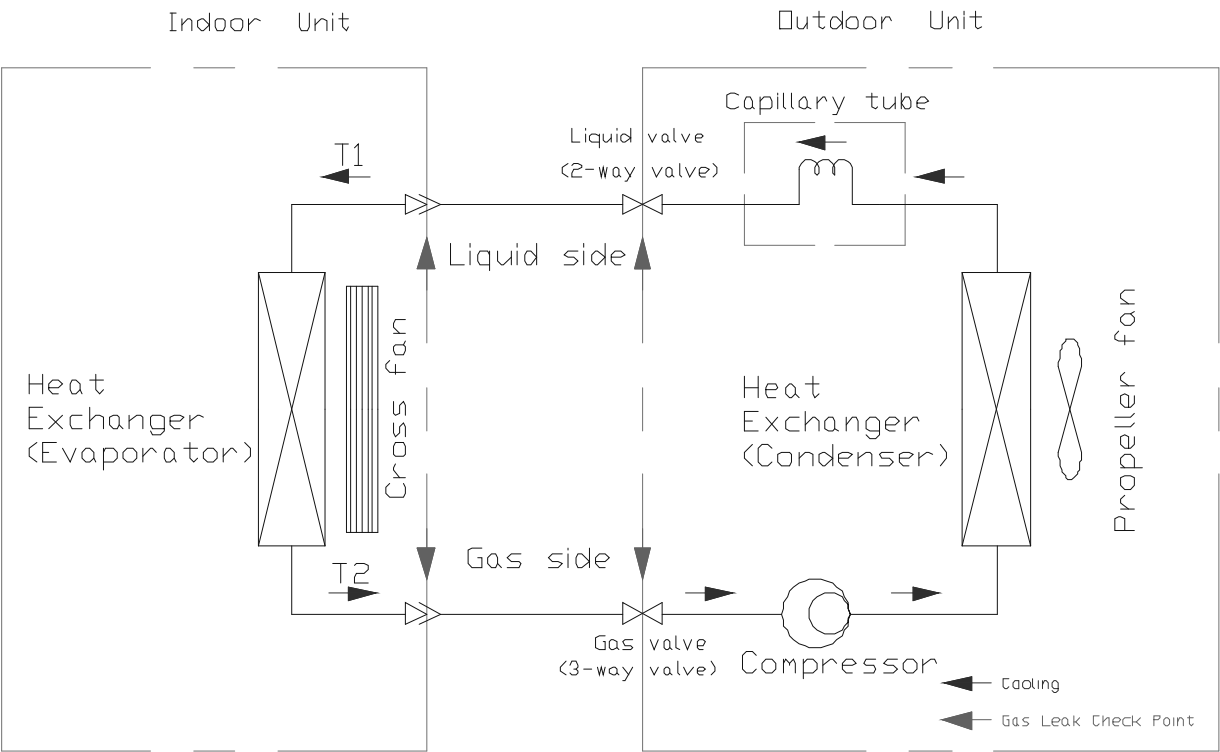 Indoor Unit
Outdoor Unit
Capillary tube
Liquid valve
(2-way valve)
T1
Liquid side
Heat
Exchanger
(Evaporator)
Cross fan
Heat
Exchanger
(Condenser)
Propeller fan
Gas side
T2
Gas valve
(3-way valve)
Compressor
Cooling
Gas Leak Check Point